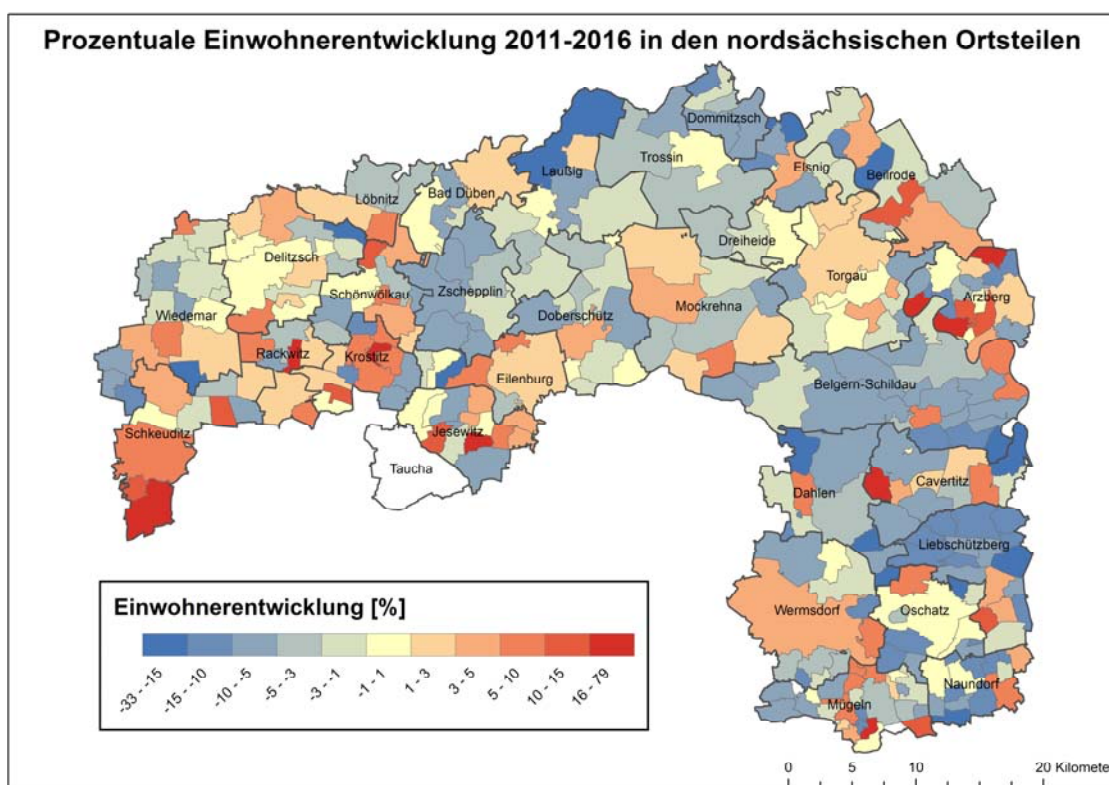 Prozentuale Einwohnerentwicklung 2011-2016 in den nordsächsischen Ortsteilen
Dommitzsch
Trossin
Laußig
Elsnig
Beilrode
Bad Düben
Löbnitz
Dreiheide
Delitzsch
Torgau
Zschepplin
Schönwölkau
Mockrehna
Arzberg
Wiedemar
Doberschütz
Rackwitz
Krostitz
Eilenburg
Belgern-Schildau
Schkeuditz
Jesewitz
Taucha
Dahlen
Cavertitz
Liebschützberg
Wermsdorf
Oschatz
Naundorf
Mügeln
Einwohnerentwicklung [%]
-33 - -15
-15 - -10
-10 - -5
-5 - -3
-3 - -1
-1 - 1
1 - 3
3 - 5
5 - 10
10 - 15
16 - 79
0 5 10 20 Kilomete